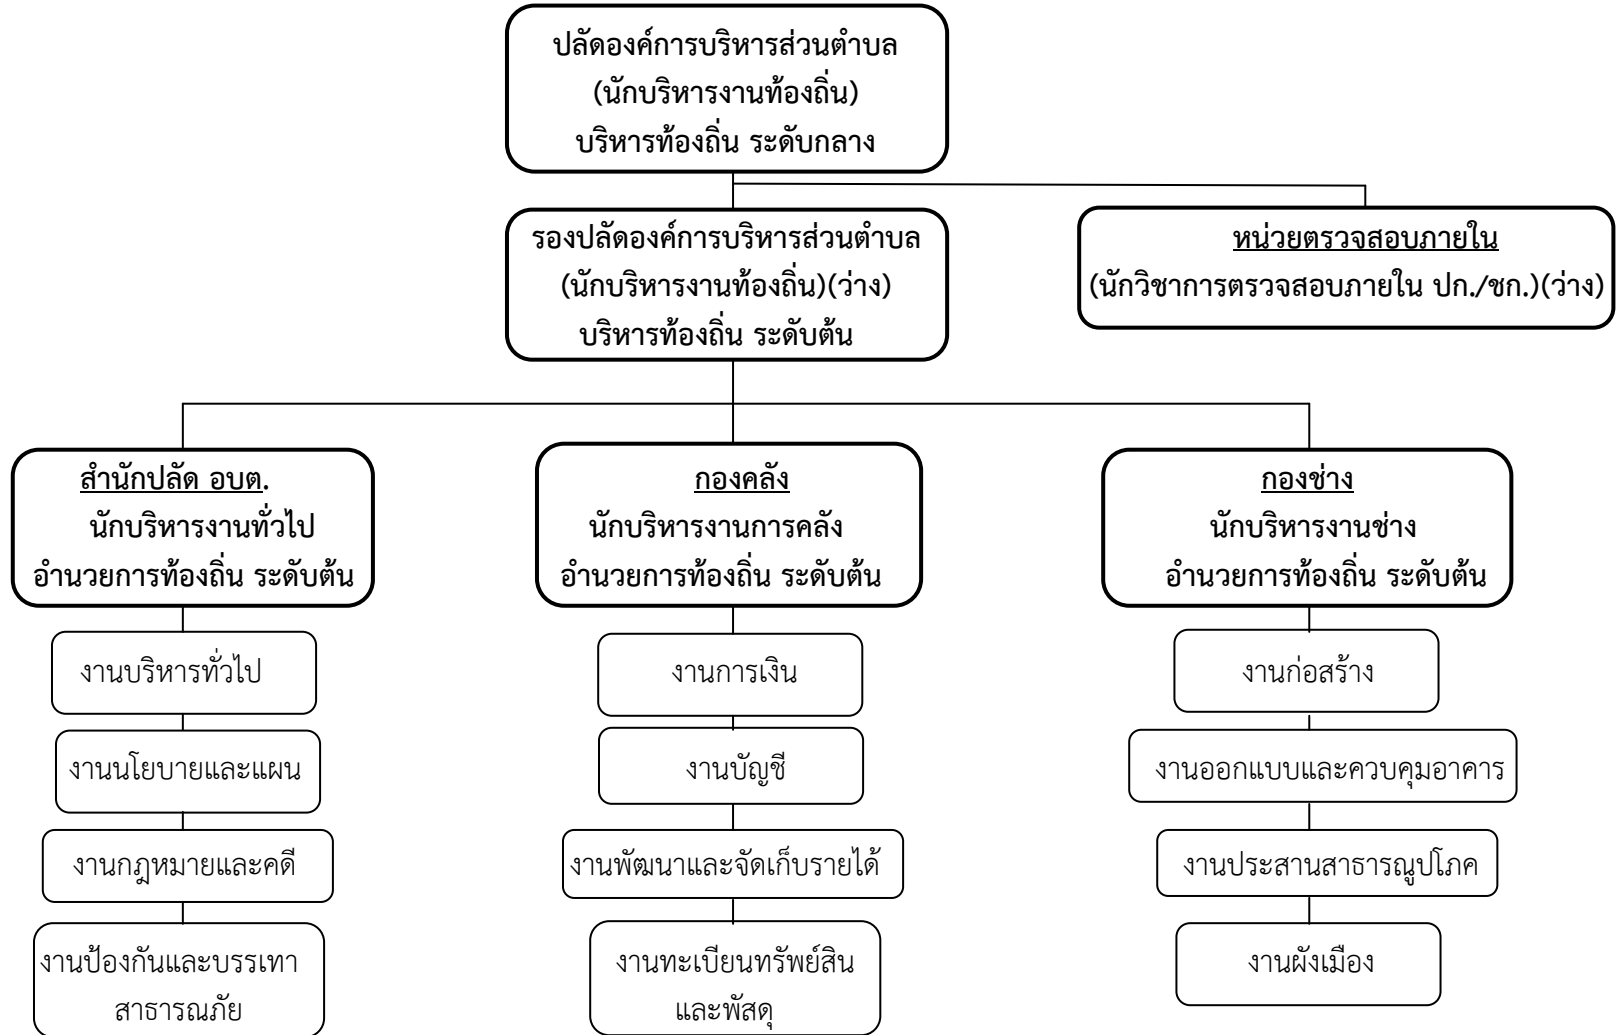 ปลัดองค์การบริหารส่วนตำบล
(นักบริหารงานท้องถิ่น)
บริหารท้องถิ่น ระดับกลาง
รองปลัดองค์การบริหารส่วนตำบล
(นักบริหารงานท้องถิ่น)(ว่าง)
บริหารท้องถิ่น ระดับต้น
หน่วยตรวจสอบภายใน
(นักวิชาการตรวจสอบภายใน ปก./ชก.)(ว่าง)
สำนักปลัด อบต.
นักบริหารงานทั่วไป
อำนวยการท้องถิ่น ระดับต้น
งานบริหารทั่วไป
งานนโยบายและแผน
งานกฎหมายและคดี
งานป้องกันและบรรเทา
สาธารณภัย
กองคลัง
นักบริหารงานการคลัง
อำนวยการท้องถิ่น ระดับต้น
งานการเงิน
งานบัญชี
งานพัฒนาและจัดเก็บรายได้
งานทะเบียนทรัพย์สิน
และพัสดุ
กองช่าง
นักบริหารงานช่าง
อำนวยการท้องถิ่น ระดับต้น
งานก่อสร้าง
งานออกแบบและควบคุมอาคาร
งานประสานสาธารณูปโภค
งานผังเมือง